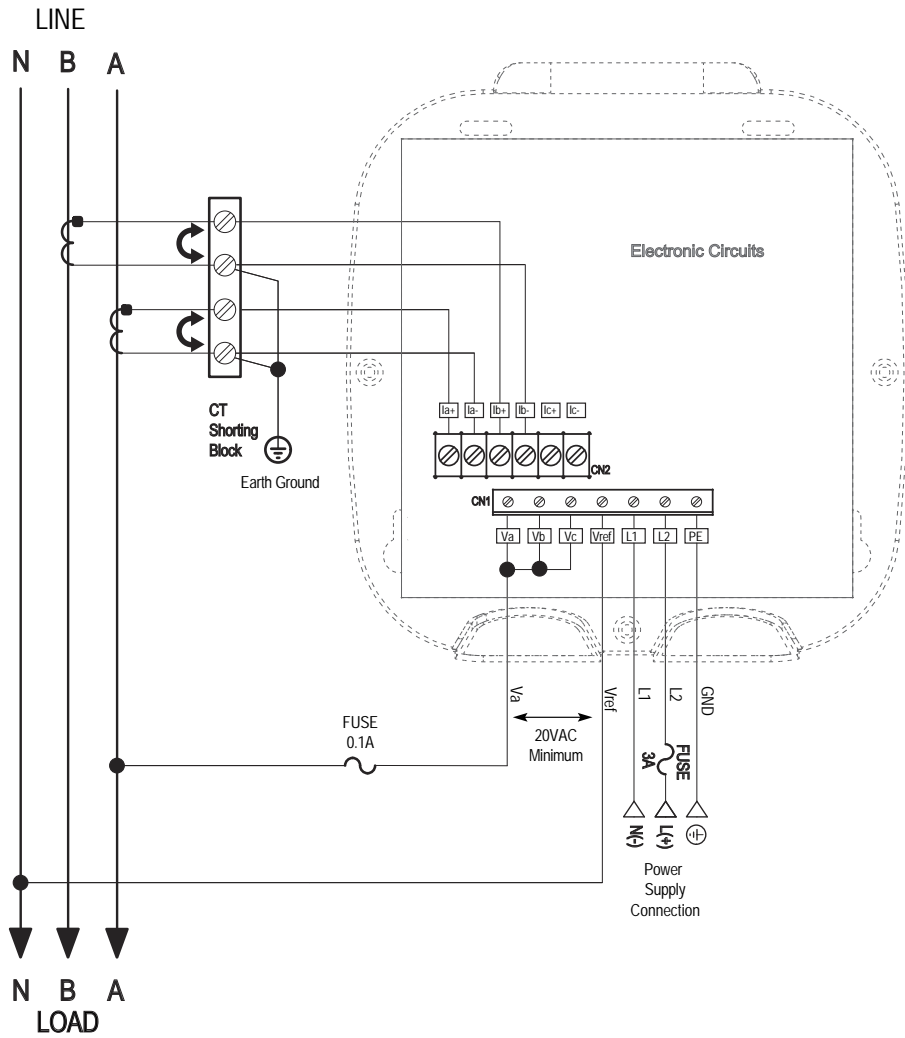 LINE
N B A
Electronic Circuits
CT
Shorting
Block
Earth Ground
Ia+ Ia- Ib+ Ib- Ic+ Ic-
CN2
CN1
Va Vb Vc Vref L1 L2 PE
Va Vref L1 L2 GND
20VAC
Minimum
FUSE
0.1A
FUSE
3A
N(-) L(+)
Power
Supply
Connection
N B A
LOAD